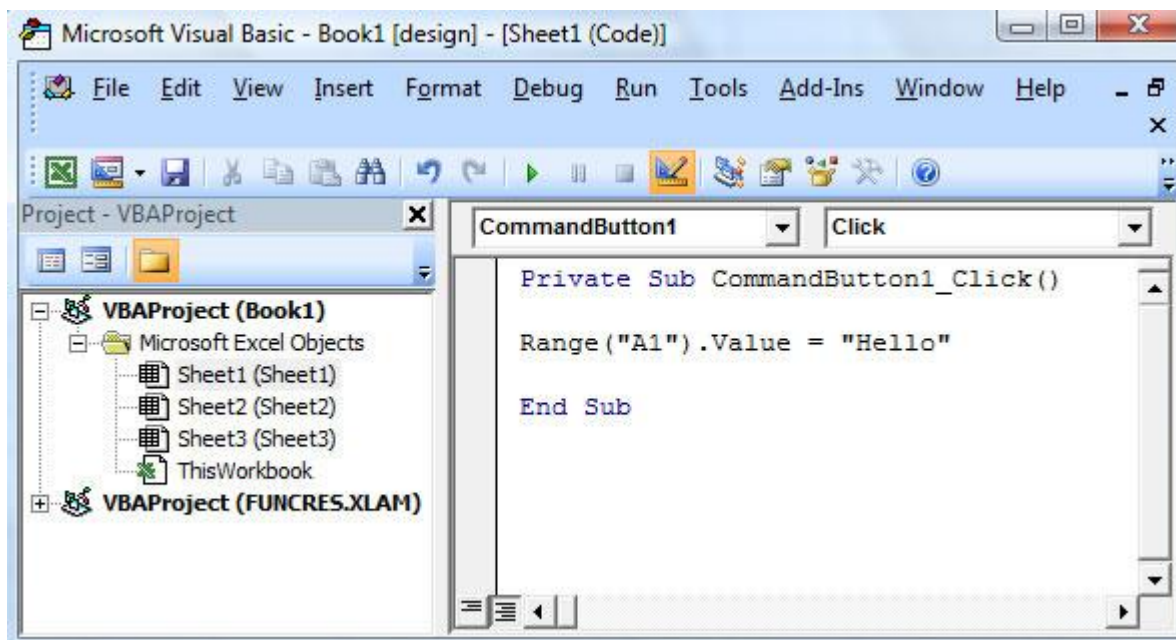 Microsoft Visual Basic - Book1 [design] - [Sheet1 (Code)]
File Edit View Insert Format Debug Run Tools Add-Ins Window Help
Project - VBAProject
CommandButton1 Click
VBAProject (Book1)
Microsoft Excel Objects
Sheet1 (Sheet1)
Sheet2 (Sheet2)
Sheet3 (Sheet3)
ThisWorkbook
VBAProject (FUNCRES.XLAM)
Private Sub CommandButton1_Click()
Range("A1").Value = "Hello"
End Sub